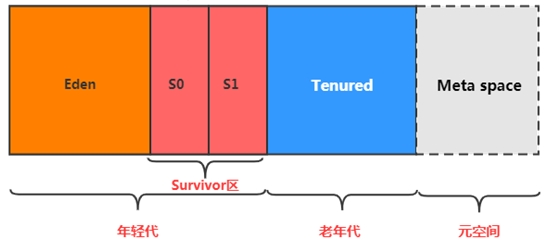 Eden
S0
S1
Tenured
Meta space
Survivor区
年轻代
老年代
元空间